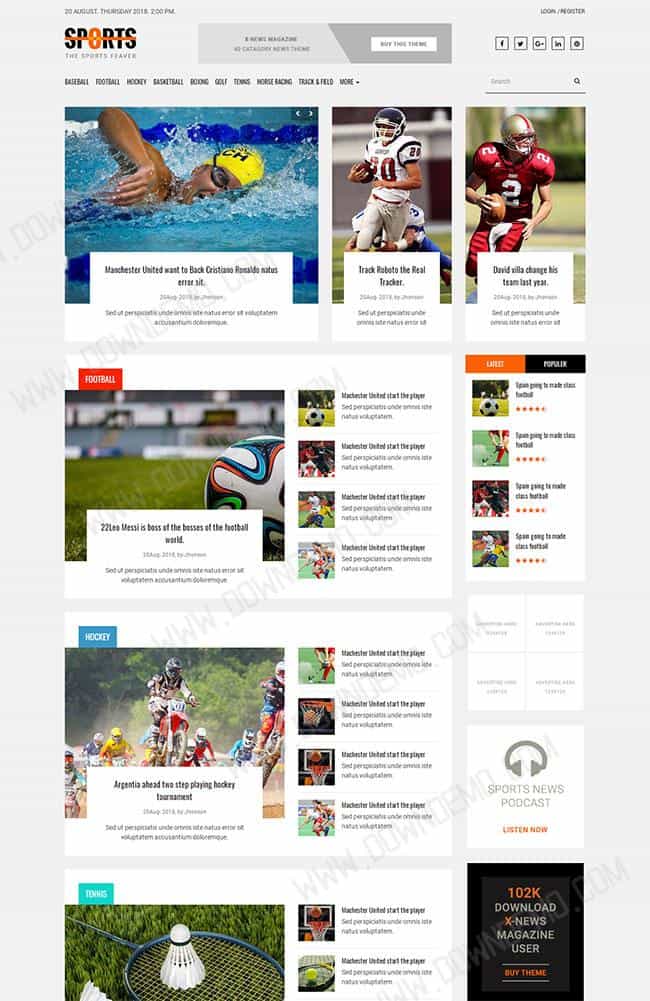 20 AUGUST. THURSDAY 2018. 2:00 PM.
LOGIN / REGISTER
SPORTS
THE SPORTS FEAVER
X-NEWS MAGAZINE
40 CATAGORY NEWS THEME
BUY THIS THEME
BASEBALL FOOTBALL HOCKEY BASKETBALL BOXING GOLF TENNIS HORSE RACING TRACK & FIELD MORE
Search
Manchester United want to Back Cristiano Ronaldo natus
error sit.
20Aug- 2018, by Jhonson
Sed ut perspiciatis unde omnis iste natus error sit voluptatem
accusantium doloremque.
Track Roboto the Real
Tracker.
20Aug- 2018, by Jhonson
Sed ut perspiciatis unde
omnis iste natus error sit
David villa change his
team last year.
20Aug- 2018, by Jhonson
Sed ut perspiciatis unde
omnis iste natus error sit
FOOTBALL
22Leo Messi is boss of the bosses of the football
world.
20Aug- 2018, by Jhonson
Sed ut perspiciatis unde omnis iste natus error sit
voluptatem accusantium doloremque.
Machester United start the player
Sed perspiciatis unde omnis iste
natus voluptatem.
Machester United start the player
Sed perspiciatis unde omnis iste
natus voluptatem.
Machester United start the player
Sed perspiciatis unde omnis iste
natus voluptatem.
Machester United start the player
Sed perspiciatis unde omnis iste
natus voluptatem.
LATEST
POPULER
Spain going to made class
football
Spain going to made class
football
Spain going to made
class football
Spain going to made
class football
ADVERTISE HERE
125X125
ADVERTISE HERE
125X125
ADVERTISE HERE
125X125
ADVERTISE HERE
125X125
HOCKEY
Argentia ahead two step playing hockey
tournament
20Aug- 2018, by Jhonson
Sed ut perspiciatis unde omnis iste natus error sit
voluptatem accusantium doloremque.
Machester United start the player
Sed perspiciatis unde omnis iste
natus voluptatem.
Machester United start the player
Sed perspiciatis unde omnis iste
natus voluptatem.
Machester United start the player
Sed perspiciatis unde omnis iste
natus voluptatem.
Machester United start the player
Sed perspiciatis unde omnis iste
natus voluptatem.
SPORTS NEWS
PODCAST
LISTEN NOW
102K
DOWNLOAD
X-NEWS
MAGAZINE
USER
BUY THEME
TENNIS
Machester United start the player
Sed perspiciatis unde omnis iste
natus voluptatem.
Machester United start the player
Sed perspiciatis unde omnis iste
natus voluptatem.
WWW.DOWNDEMO.COM
WWW.DOWNDEMO.COM
WWW.DOWNDEMO.COM
WWW.DOWNDEMO.COM
WWW.DOWNDEMO.COM
WWW.DOWNDEMO.COM